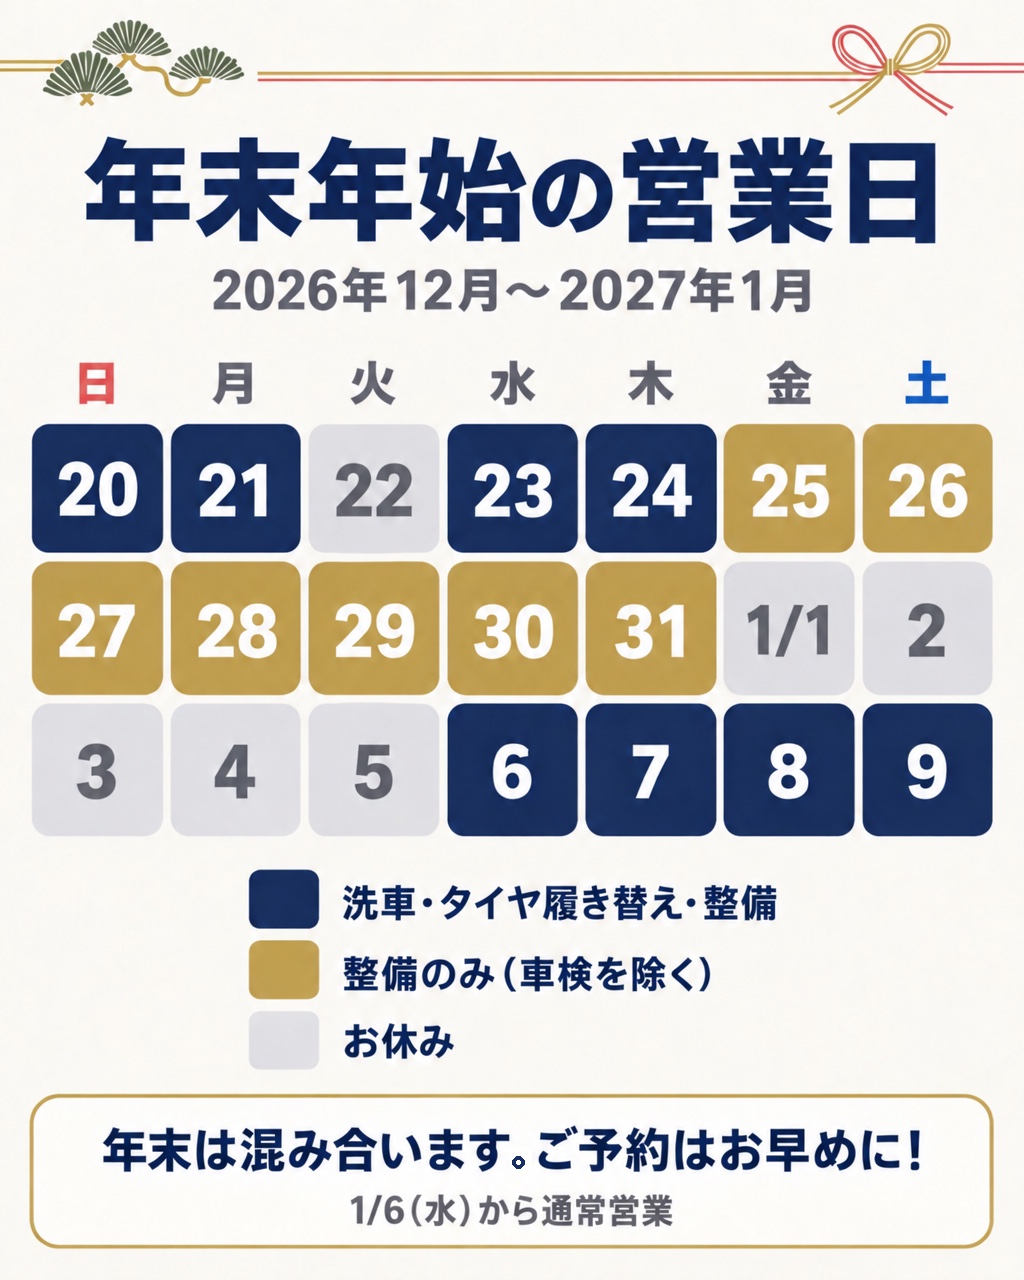 年末年始の営業日
2026年12月～2027年1月
日 月 火 水 木 金 土
20 21 22 23 24 25 26
27 28 29 30 31 1/1 2
3 4 5 6 7 8 9
洗車・タイヤ履き替え・整備
整備のみ（車検を除く）
お休み
年末は混み合います。ご予約はお早めに！
1/6（水）から通常営業